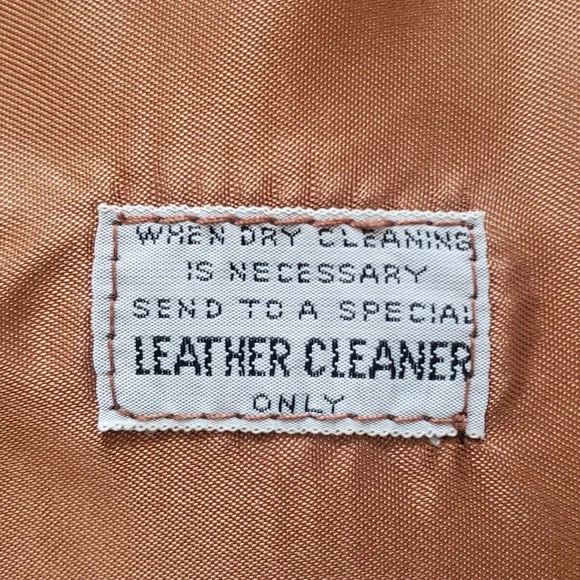 WHEN DRY CLEANING
IS NECESSARY
SEND TO A SPECIAL
LEATHER CLEANER
ONLY